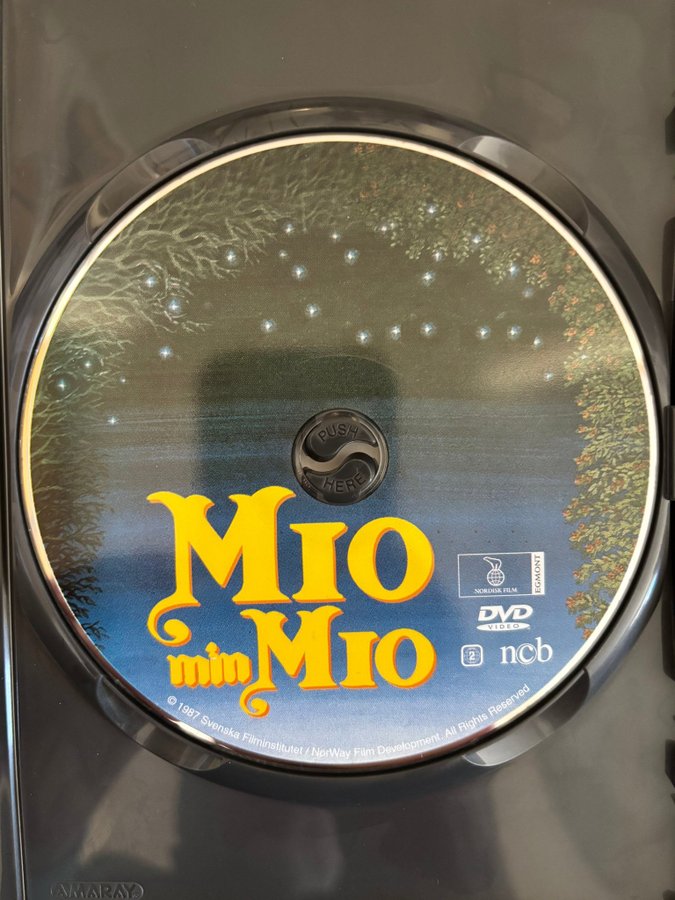 PUSH
HERE
MIO
min MIO
NORDISK FILM
EGMONT
DVD
VIDEO
2
ncb
© 1987 Svenska Filminstitutet / NorWay Film Development. All Rights Reserved
AMARAY